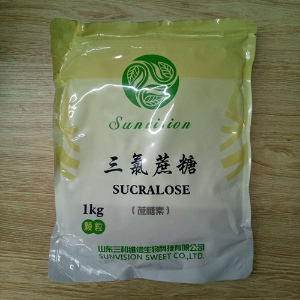 Sunvision
三氯蔗糖
SUCRALOSE
1kg
(蔗糖素)
颗粒
山东三和维信生物科技有限公司
SUNVISION SWEET CO.,LTD.